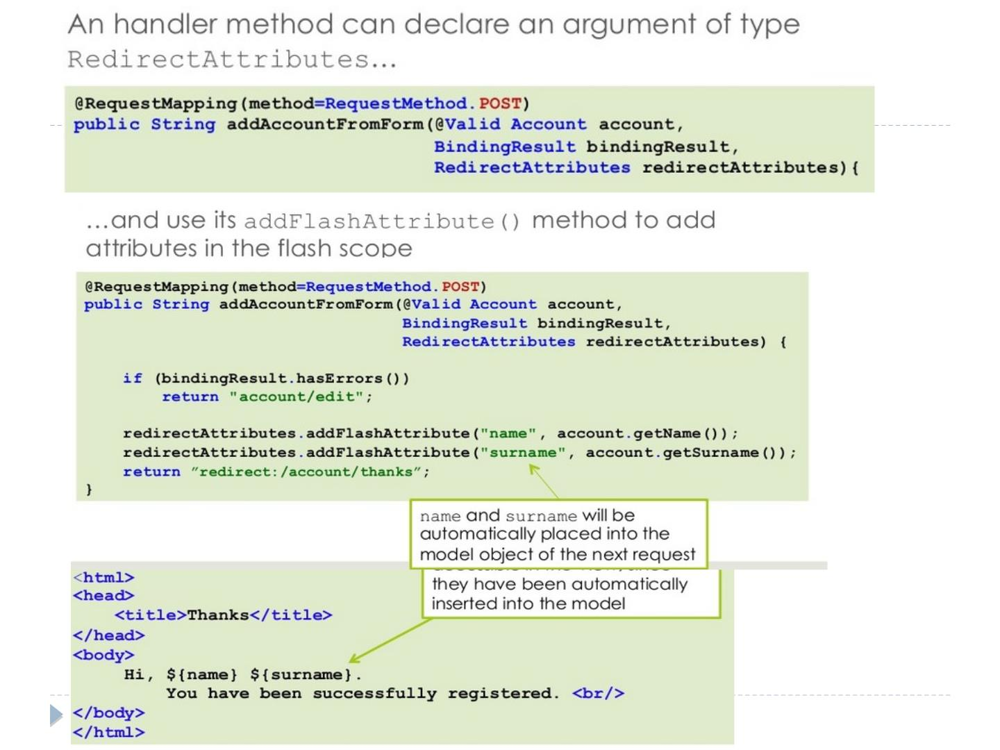 An handler method can declare an argument of type
RedirectAttributes...
@RequestMapping(method=RequestMethod.POST)
public String addAccountFromForm(@Valid Account account,
BindingResult bindingResult,
RedirectAttributes redirectAttributes){
...and use its addFlashAttribute() method to add
attributes in the flash scope
@RequestMapping(method=RequestMethod.POST)
public String addAccountFromForm(@Valid Account account,
BindingResult bindingResult,
RedirectAttributes redirectAttributes) {
if (bindingResult.hasErrors())
return "account/edit";
redirectAttributes.addFlashAttribute("name", account.getName());
redirectAttributes.addFlashAttribute("surname", account.getSurname());
return ”redirect:/account/thanks”;
}
name and surname will be
automatically placed into the
model object of the next request
they have been automatically
inserted into the model
<html>
<head>
<title>Thanks</title>
</head>
<body>
Hi, ${name} ${surname}.
You have been successfully registered. <br/>
</body>
</html>